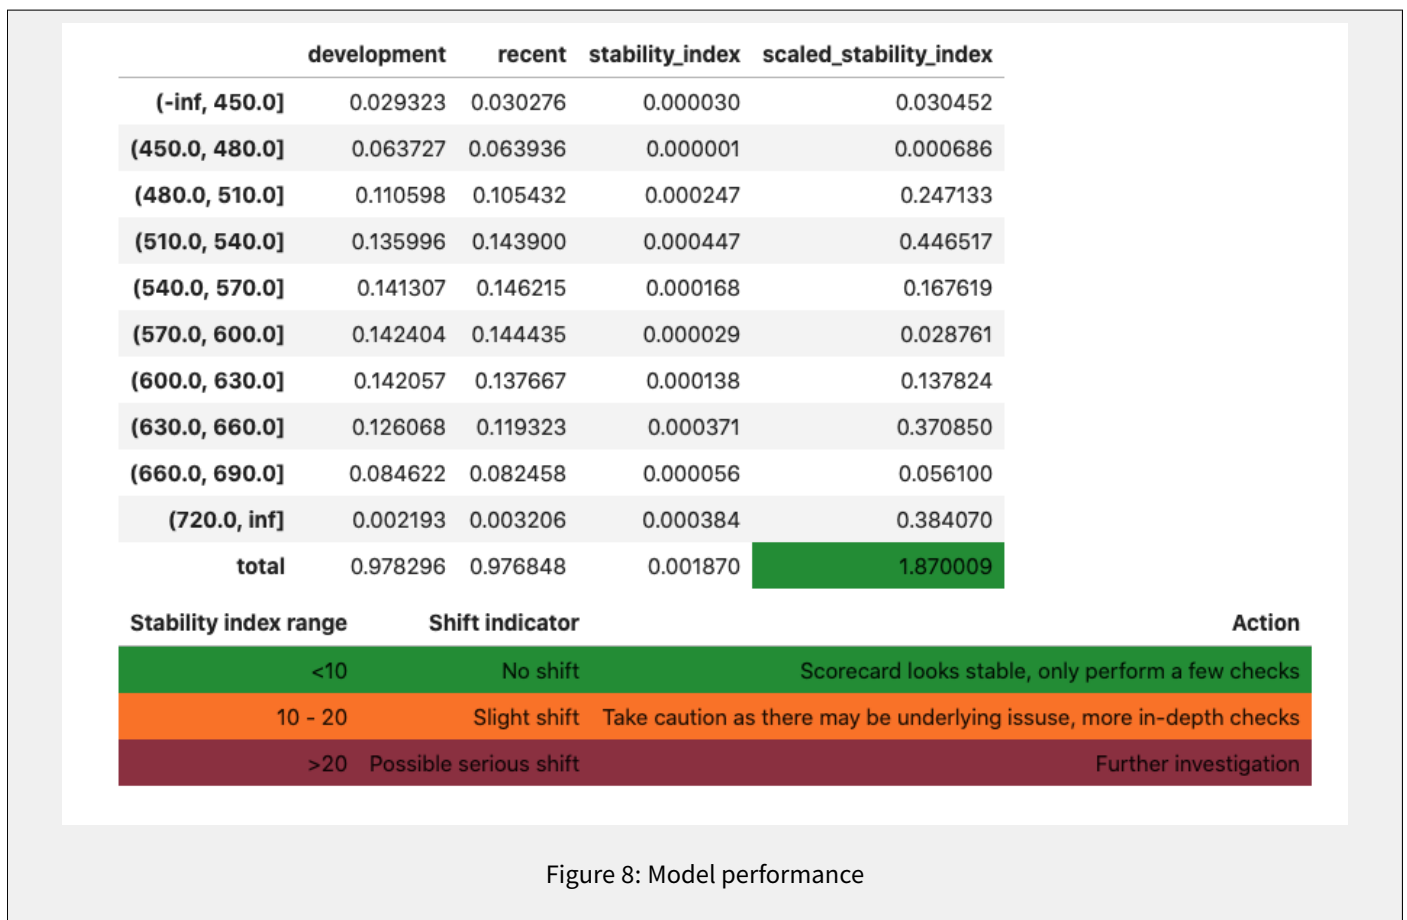 development recent stability_index scaled_stability_index
(-inf, 450.0] 0.029323 0.030276 0.000030 0.030452
(450.0, 480.0] 0.063727 0.063936 0.000001 0.000686
(480.0, 510.0] 0.110598 0.105432 0.000247 0.247133
(510.0, 540.0] 0.135996 0.143900 0.000447 0.446517
(540.0, 570.0] 0.141307 0.146215 0.000168 0.167619
(570.0, 600.0] 0.142404 0.144435 0.000029 0.028761
(600.0, 630.0] 0.142057 0.137667 0.000138 0.137824
(630.0, 660.0] 0.126068 0.119323 0.000371 0.370850
(660.0, 690.0] 0.084622 0.082458 0.000056 0.056100
(720.0, inf] 0.002193 0.003206 0.000384 0.384070
total 0.978296 0.976848 0.001870 1.870009
Stability index range Shift indicator Action
<10 No shift Scorecard looks stable, only perform a few checks
10 - 20 Slight shift Take caution as there may be underlying issuse, more in-depth checks
>20 Possible serious shift Further investigation
Figure 8: Model performance